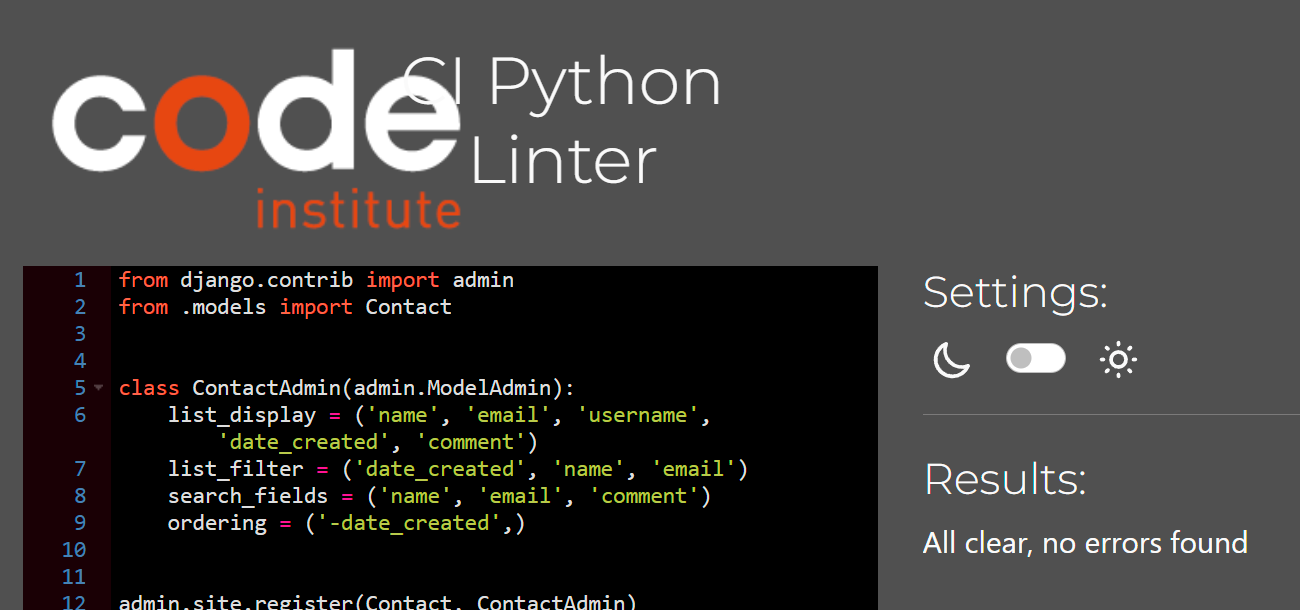 code
institute
CI Python
Linter
1 from django.contrib import admin
2 from .models import Contact
3
4
5 class ContactAdmin(admin.ModelAdmin):
6     list_display = ('name', 'email', 'username',
        'date_created', 'comment')
7     list_filter = ('date_created', 'name', 'email')
8     search_fields = ('name', 'email', 'comment')
9     ordering = ('-date_created',)
10
11
12 admin.site.register(Contact, ContactAdmin)
Settings:
Results:
All clear, no errors found